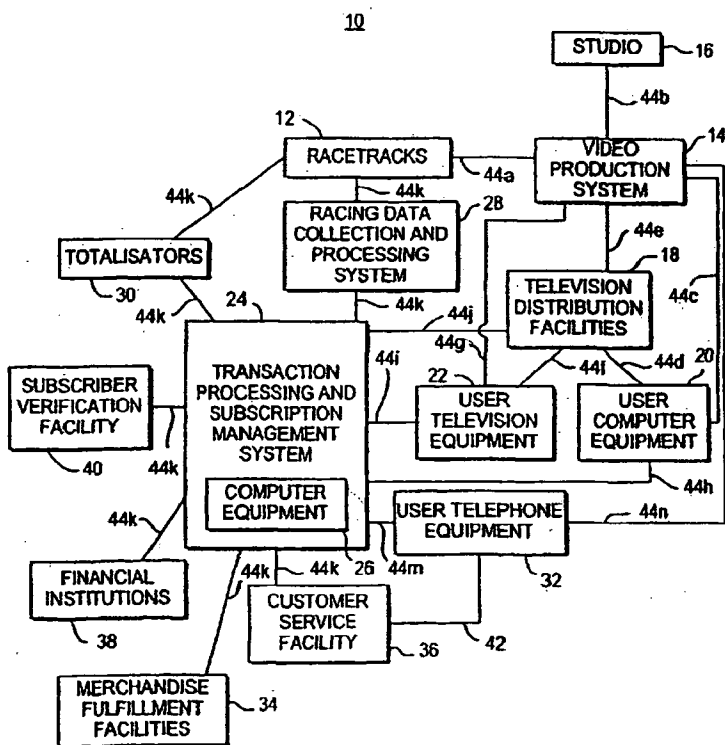 10
STUDIO
16
44b
12
14
RACETRACKS
44a
VIDEO
PRODUCTION
SYSTEM
44k
44k
28
RACING DATA
COLLECTION AND
PROCESSING
SYSTEM
44e
18
TOTALISATORS
30
44k
24
44k
44j
44g
TELEVISION
DISTRIBUTION
FACILITIES
44c
TRANSACTION
PROCESSING AND
SUBSCRIPTION
MANAGEMENT
SYSTEM
44i
22
44f
44d
20
SUBSCRIBER
VERIFICATION
FACILITY
40
44k
USER
TELEVISION
EQUIPMENT
USER
COMPUTER
EQUIPMENT
44h
COMPUTER
EQUIPMENT
26
USER TELEPHONE
EQUIPMENT
44n
44k
44m
32
FINANCIAL
INSTITUTIONS
38
44k
44k
CUSTOMER
SERVICE
FACILITY
36
42
MERCHANDISE
FULFILLMENT
FACILITIES
34